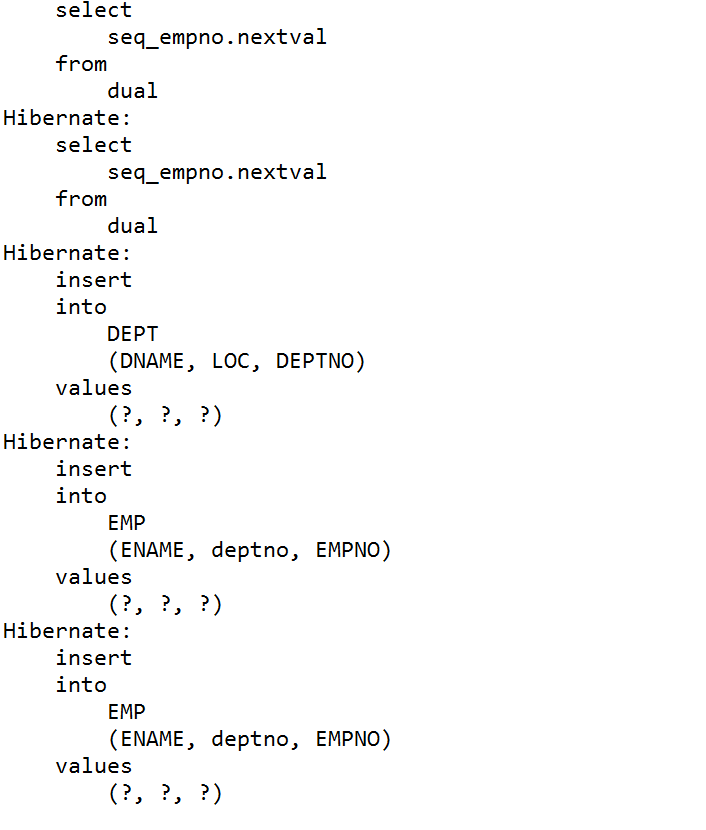 select
seq_empno.nextval
from
dual
Hibernate:
select
seq_empno.nextval
from
dual
Hibernate:
insert
into
DEPT
(DNAME, LOC, DEPTNO)
values
(?, ?, ?)
Hibernate:
insert
into
EMP
(ENAME, deptno, EMPNO)
values
(?, ?, ?)
Hibernate:
insert
into
EMP
(ENAME, deptno, EMPNO)
values
(?, ?, ?)